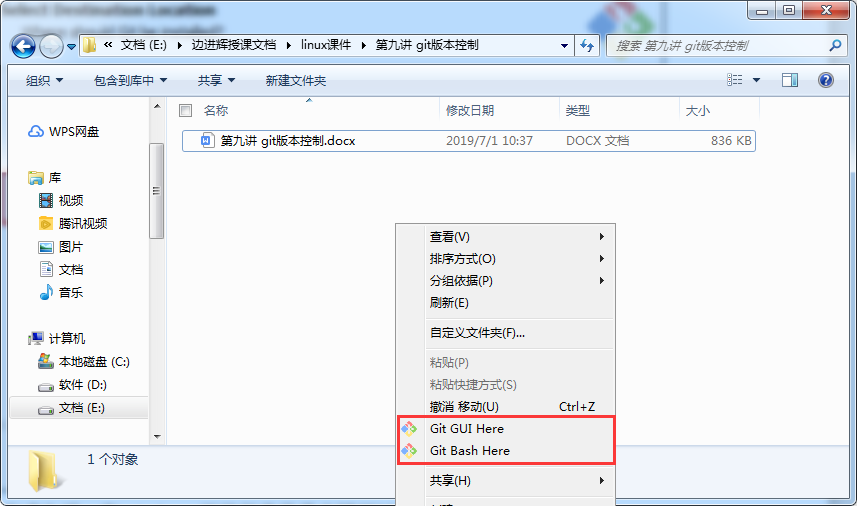 Select Destination Location
« 文档 (E:) 边进辉授课文档 linux课件 第九讲 git版本控制
搜索 第九讲 git版本控制
组织 包含到库中 共享 新建文件夹
名称 修改日期 类型 大小
第九讲 git版本控制.docx 2019/7/1 10:37 DOCX 文档 836 KB
WPS网盘
库
视频
腾讯视频
图片
文档
音乐
计算机
本地磁盘 (C:)
软件 (D:)
文档 (E:)
查看(V)
排序方式(O)
分组依据(P)
刷新(E)
自定义文件夹(F)...
粘贴(P)
粘贴快捷方式(S)
撤消 移动(U) Ctrl+Z
Git GUI Here
Git Bash Here
共享(H)
1 个对象